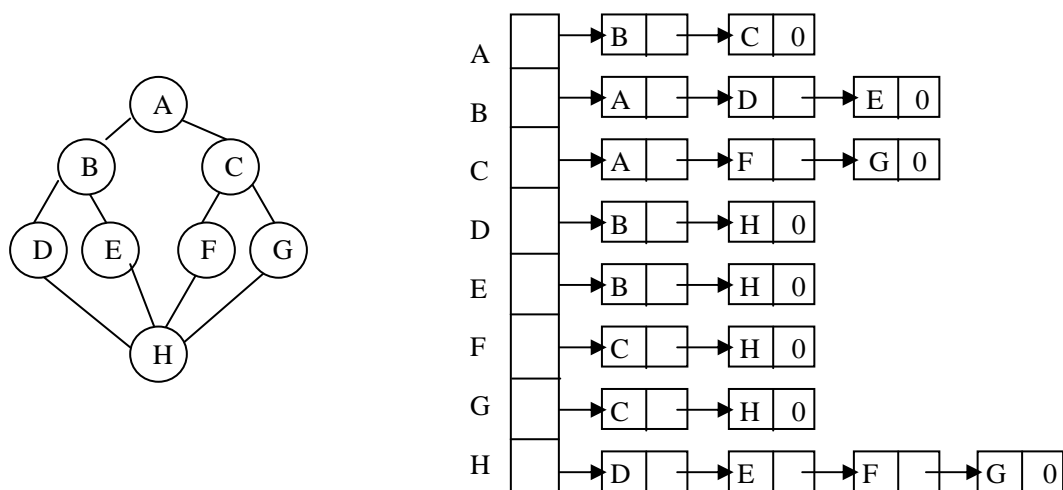 A
B C
D E F G
H
A B C 0
B A D E 0
C A F G 0
D B H 0
E B H 0
F C H 0
G C H 0
H D E F G 0